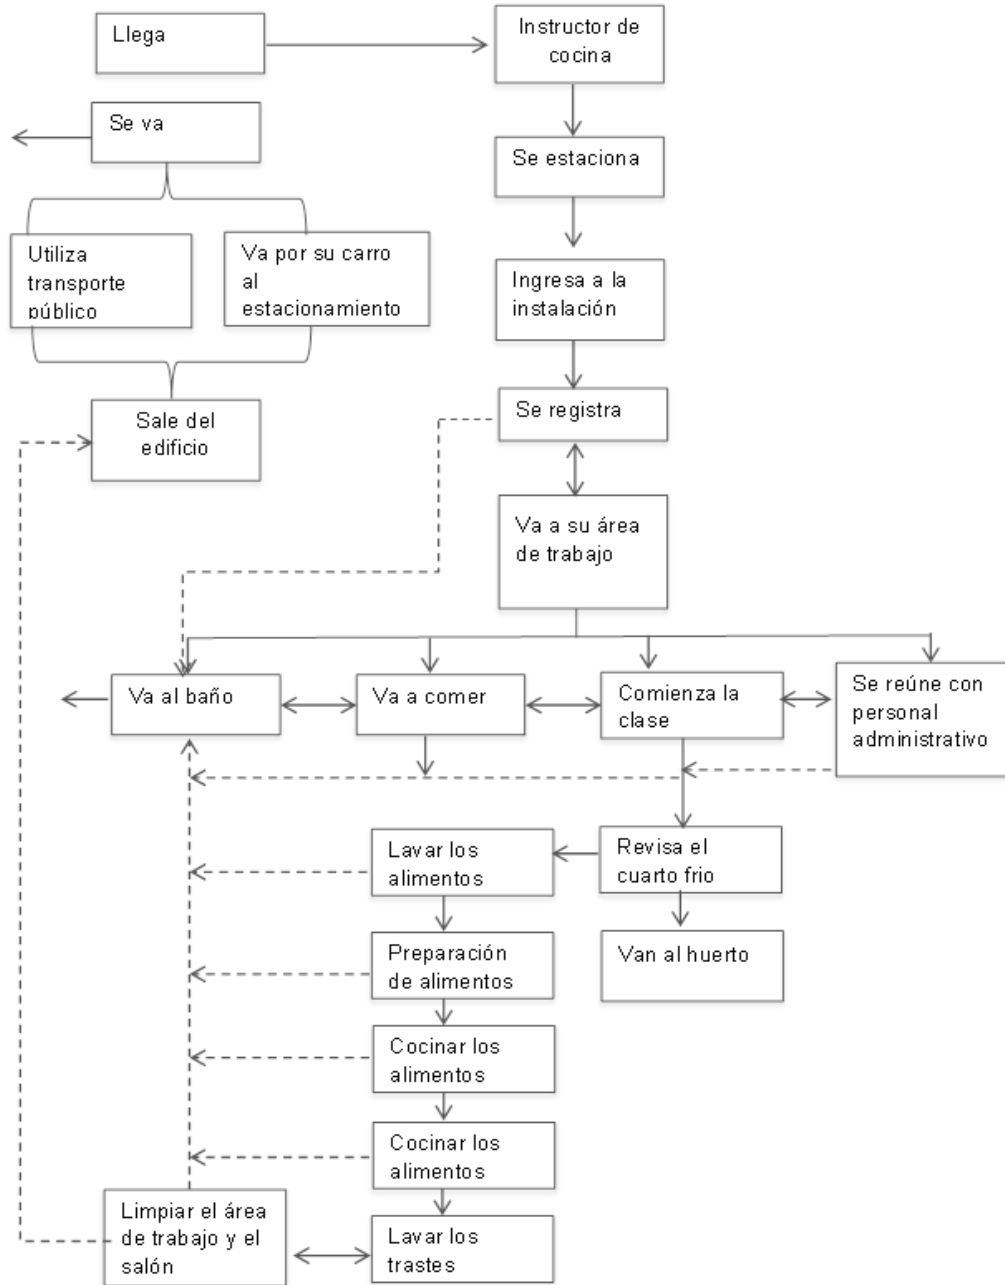 Llega
Instructor de
cocina
Se va
Se estaciona
Utiliza
transporte
público
Va por su carro
al
estacionamiento
Ingresa a la
instalación
Sale del
edificio
Se registra
Va a su área
de trabajo
Va al baño
Va a comer
Comienza la
clase
Se reúne con
personal
administrativo
Lavar los
alimentos
Revisa el
cuarto frio
Preparación
de alimentos
Van al huerto
Cocinar los
alimentos
Cocinar los
alimentos
Limpiar el área
de trabajo y el
salón
Lavar los
trastes